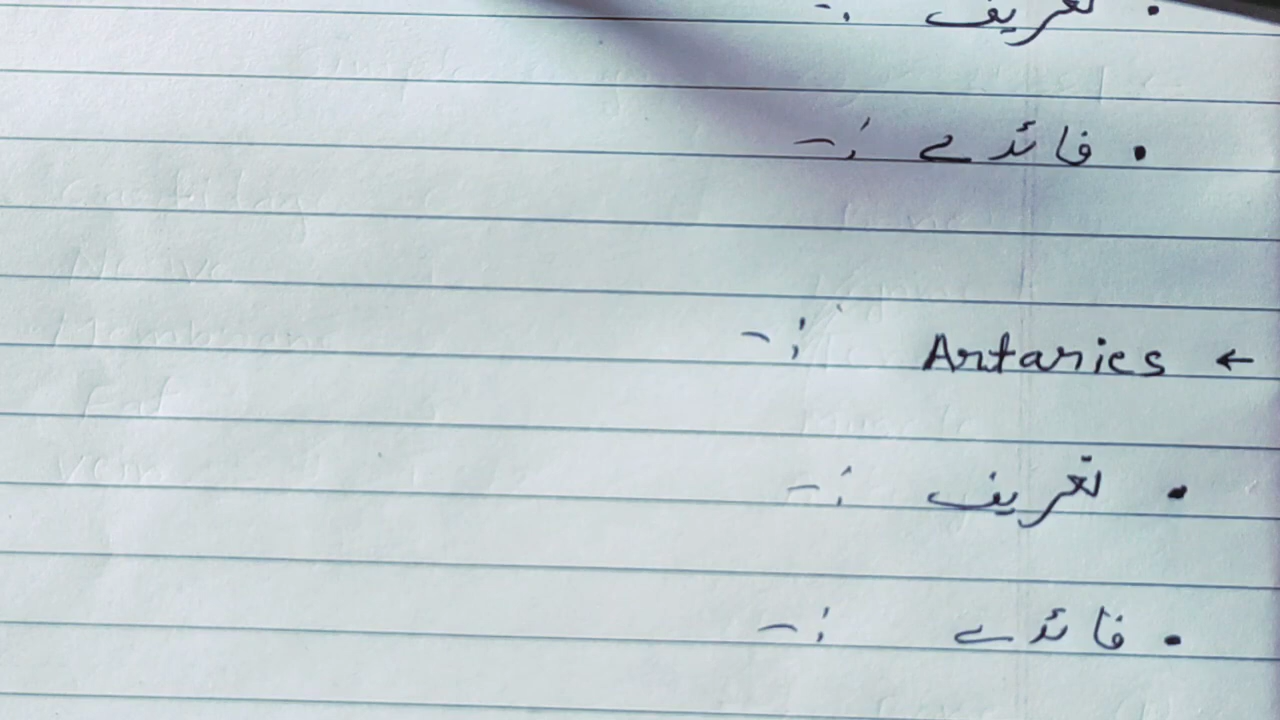 • تعریف :-
• فائدے :-
← Artaries :-
• تعریف :-
• فائدے :-